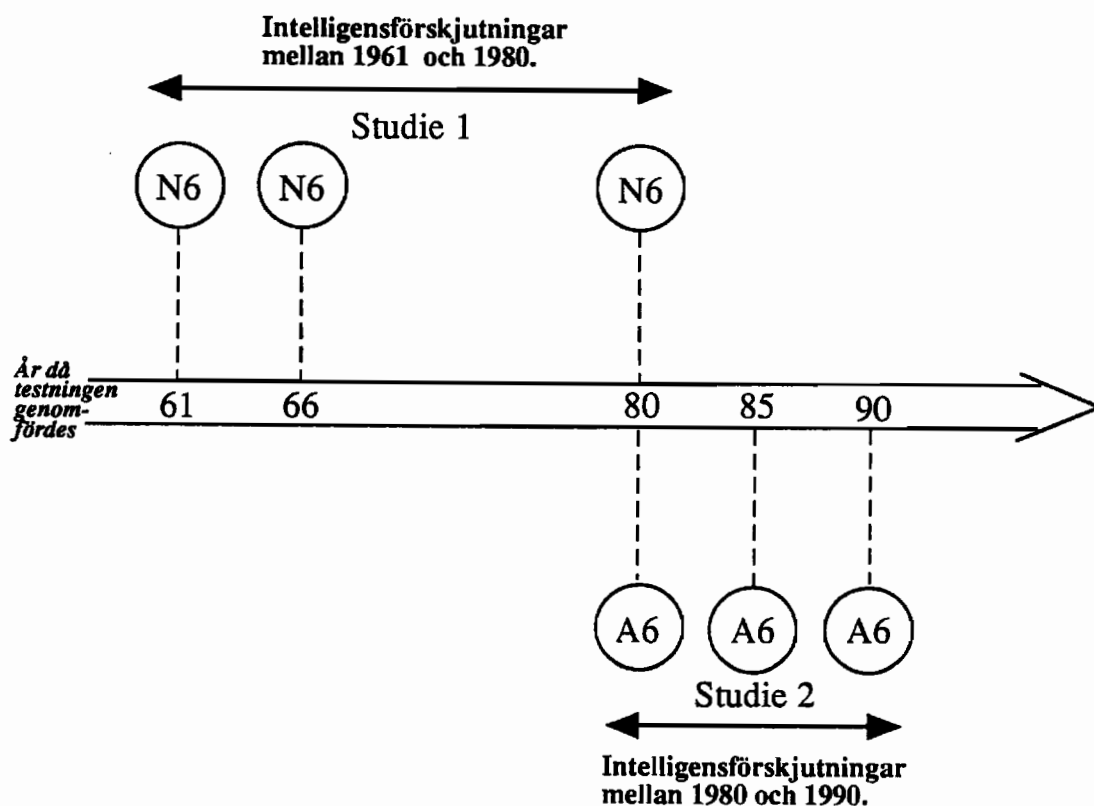 Intelligensförskjutningar
mellan 1961 och 1980.
Studie 1
N6 N6 N6
År då
testningen
genom-
fördes
61 66 80 85 90
A6 A6 A6
Studie 2
Intelligensförskjutningar
mellan 1980 och 1990.